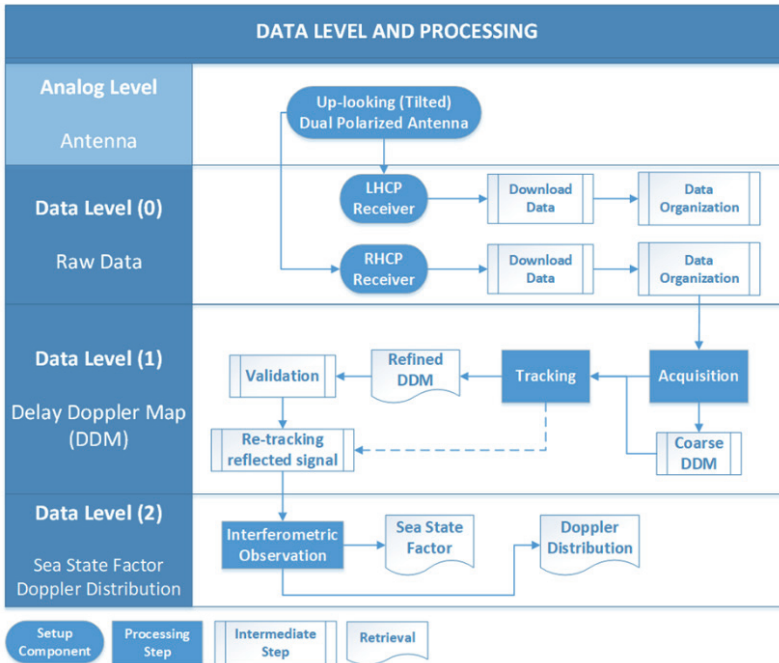 DATA LEVEL AND PROCESSING
Analog Level
Antenna
Up-looking (Tilted)
Dual Polarized Antenna
Data Level (0)
Raw Data
LHCP
Receiver
Download
Data
Data
Organization
RHCP
Receiver
Download
Data
Data
Organization
Data Level (1)
Delay Doppler Map
(DDM)
Validation
Refined
DDM
Tracking
Acquisition
Re-tracking
reflected signal
Coarse
DDM
Data Level (2)
Sea State Factor
Doppler Distribution
Interferometric
Observation
Sea State
Factor
Doppler
Distribution
Setup
Component
Processing
Step
Intermediate
Step
Retrieval